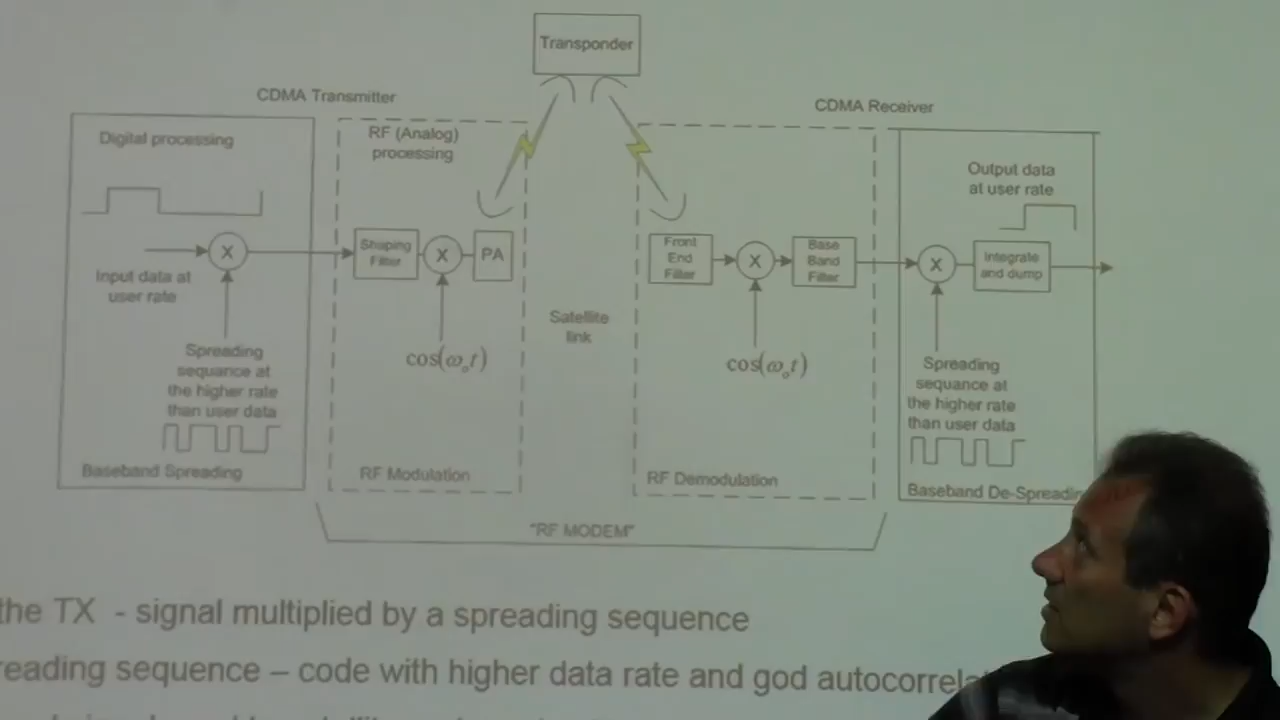 Transponder
CDMA Transmitter
CDMA Receiver
Digital processing
RF (Analog)
processing
Output data
at user rate
X
Shaping
Filter
X
PA
Front
End
Filter
X
Base
Band
Filter
X
Integrate
and dump
Input data at
user rate
Satellite
link
cos(ωₒt)
cos(ωₒt)
Spreading
sequance at
the higher rate
than user data
Spreading
sequance at
the higher rate
than user data
Baseband Spreading
RF Modulation
RF Demodulation
Baseband De-Spreadin
"RF MODEM"
the TX - signal multiplied by a spreading sequence
reading sequence – code with higher data rate and god autocorrela